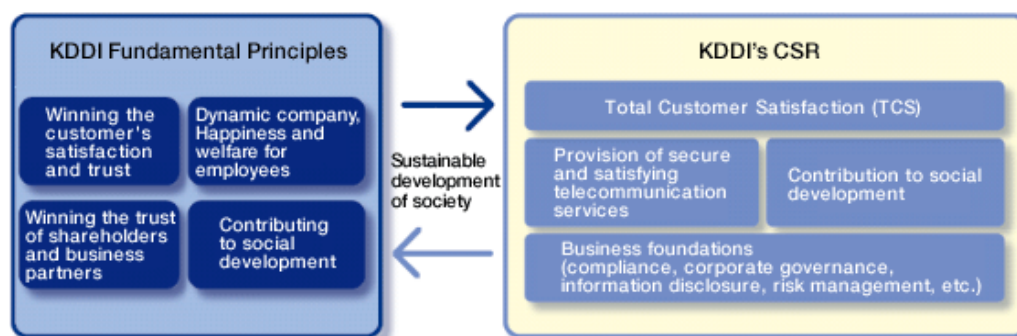 KDDI Fundamental Principles
Winning the
customer's
satisfaction
and trust
Dynamic company,
Happiness and
welfare for
employees
Winning the trust
of shareholders
and business
partners
Contributing
to social
development
Sustainable
development
of society
KDDI's CSR
Total Customer Satisfaction (TCS)
Provision of secure
and satisfying
telecommunication
services
Contribution to social
development
Business foundations
(compliance, corporate governance,
information disclosure, risk management, etc.)